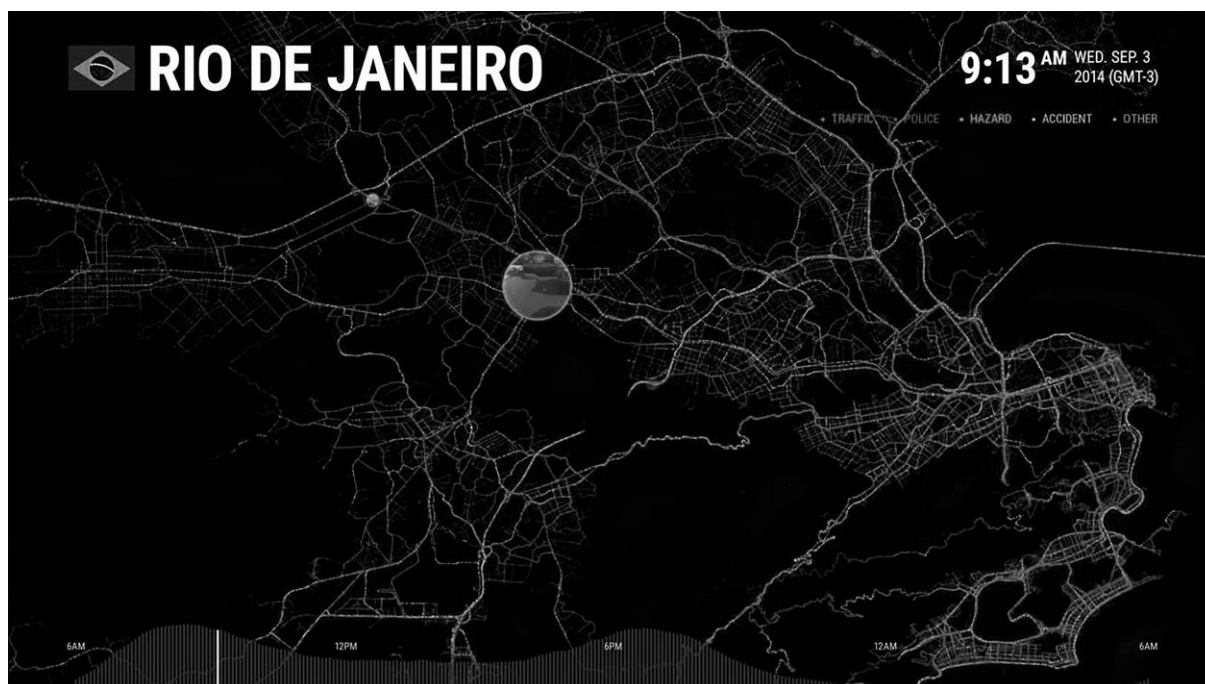 RIO DE JANEIRO
9:13 AM WED. SEP. 3
2014 (GMT-3)
• TRAFFIC • POLICE • HAZARD • ACCIDENT • OTHER
6AM 12PM 6PM 12AM 6AM